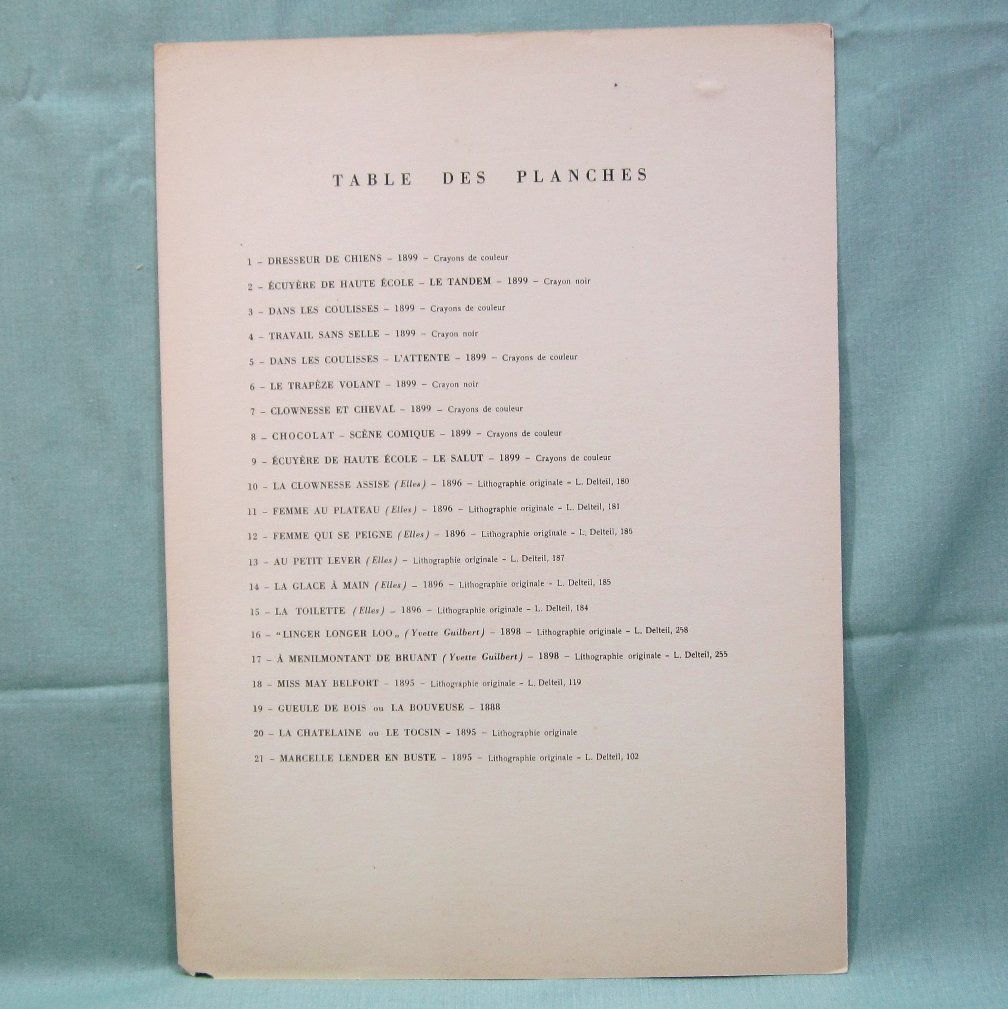 TABLE DES PLANCHES
1 – DRESSEUR DE CHIENS – 1899 – Crayons de couleur
2 – ÉCUYÈRE DE HAUTE ÉCOLE – LE TANDEM – 1899 – Crayon noir
3 – DANS LES COULISSES – 1899 – Crayons de couleur
4 – TRAVAIL SANS SELLE – 1899 – Crayon noir
5 – DANS LES COULISSES – L'ATTENTE – 1899 – Crayons de couleur
6 – LE TRAPÈZE VOLANT – 1899 – Crayon noir
7 – CLOWNESSE ET CHEVAL – 1899 – Crayons de couleur
8 – CHOCOLAT – SCÈNE COMIQUE – 1899 – Crayons de couleur
9 – ÉCUYÈRE DE HAUTE ÉCOLE – LE SALUT – 1899 – Crayons de couleur
10 – LA CLOWNESSE ASSISE (Elles) – 1896 – Lithographie originale – L. Delteil, 180
11 – FEMME AU PLATEAU (Elles) – 1896 – Lithographie originale – L. Delteil, 181
12 – FEMME QUI SE PEIGNE (Elles) – 1896 – Lithographie originale – L. Delteil, 186
13 – AU PETIT LEVER (Elles) – Lithographie originale – L. Delteil, 187
14 – LA GLACE À MAIN (Elles) – 1896 – Lithographie originale – L. Delteil, 185
15 – LA TOILETTE (Elles) – 1896 – Lithographie originale – L. Delteil, 184
16 – "LINGER LONGER LOO„ (Yvette Guilbert) – 1898 – Lithographie originale – L. Delteil, 258
17 – À MENILMONTANT DE BRUANT (Yvette Guilbert) – 1898 – Lithographie originale – L. Delteil, 255
18 – MISS MAY BELFORT – 1895 – Lithographie originale – L. Delteil, 119
19 – GUEULE DE BOIS ou LA BOUVEUSE – 1888
20 – LA CHATELAINE ou LE TOCSIN – 1895 – Lithographie originale
21 – MARCELLE LENDER EN BUSTE – 1895 – Lithographie originale – L. Delteil, 102